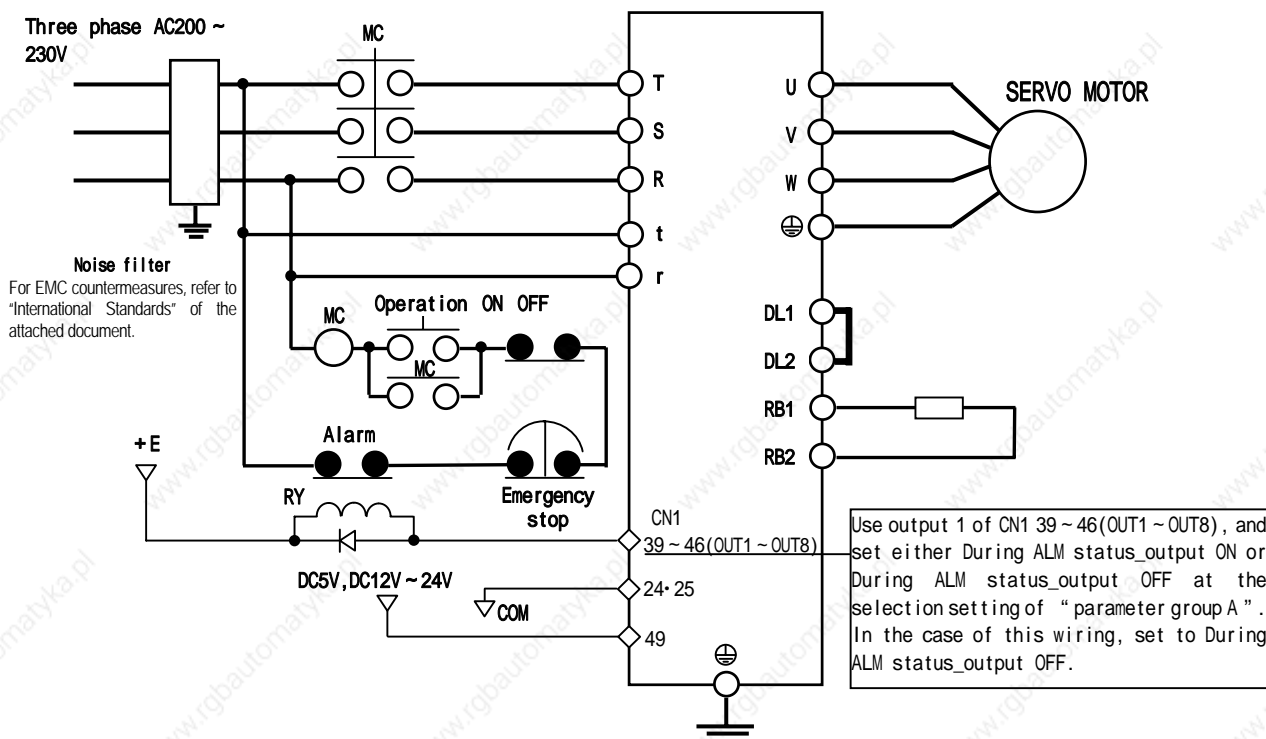 Three phase AC200 ~
230V
MC
T
S
R
t
r
U
V
W
SERVO MOTOR
Noise filter
For EMC countermeasures, refer to
"International Standards" of the
attached document.
MC
Operation ON OFF
MC
DL1
DL2
RB1
RB2
+E
Alarm
RY
Emergency
stop
CN1
39 ~ 46(OUT1 ~ OUT8)
DC5V, DC12V ~ 24V
COM
24・25
49
Use output 1 of CN1 39 ~ 46(OUT1 ~ OUT8), and
set either During ALM status_output ON or
During ALM status_output OFF at the
selection setting of “parameter group A”.
In the case of this wiring, set to During
ALM status_output OFF.
www.rgbautomatyka.pl